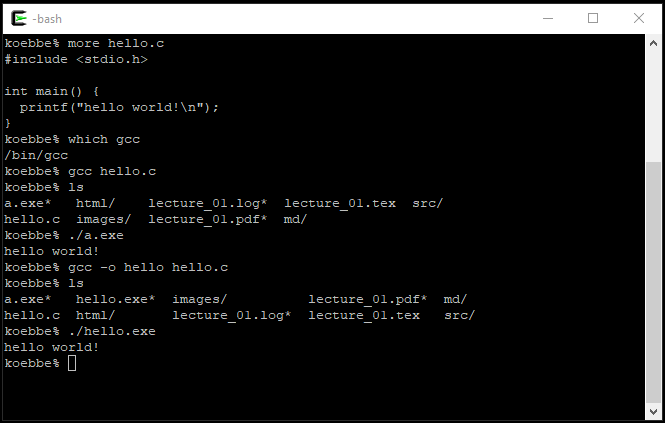 -bash
koebbe% more hello.c
#include <stdio.h>
int main() {
  printf("hello world!\n");
}
koebbe% which gcc
/bin/gcc
koebbe% gcc hello.c
koebbe% ls
a.exe*   html/    lecture_01.log*  lecture_01.tex  src/
hello.c  images/  lecture_01.pdf*  md/
koebbe% ./a.exe
hello world!
koebbe% gcc -o hello hello.c
koebbe% ls
a.exe*   hello.exe*  images/          lecture_01.pdf*  md/
hello.c  html/       lecture_01.log*  lecture_01.tex   src/
koebbe% ./hello.exe
hello world!
koebbe%